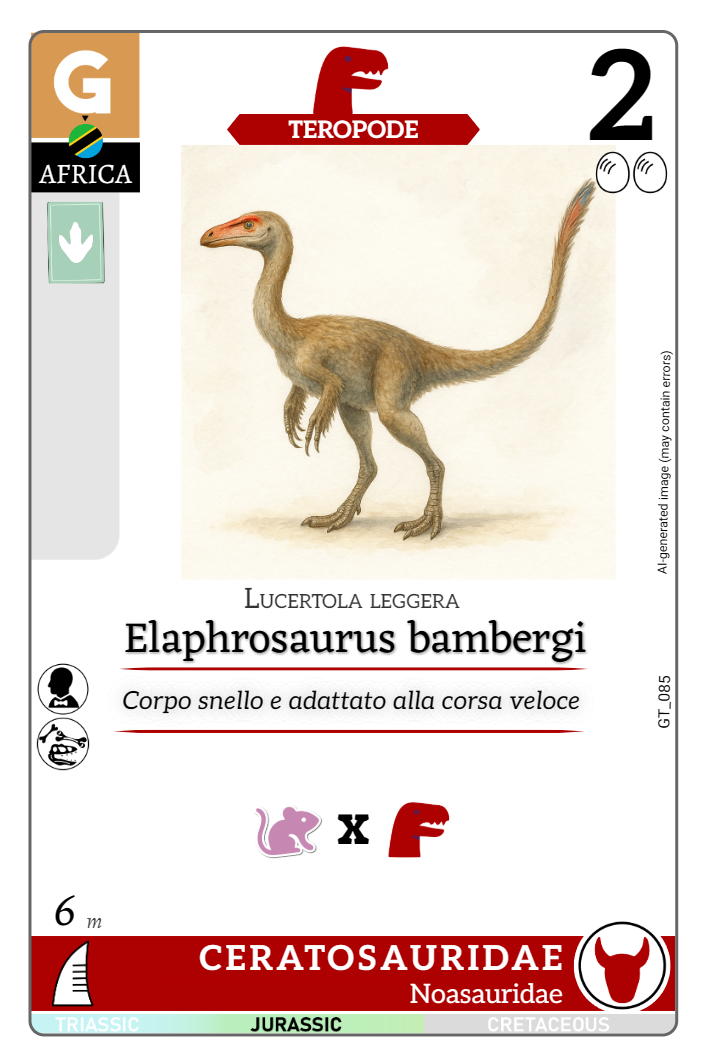 G
AFRICA
TEROPODE
2
AI-generated image (may contain errors)
Lucertola leggera
Elaphrosaurus bambergi
Corpo snello e adattato alla corsa veloce
GT_085
x
6 m
CERATOSAURIDAE
Noasauridae
TRIASSIC JURASSIC CRETACEOUS